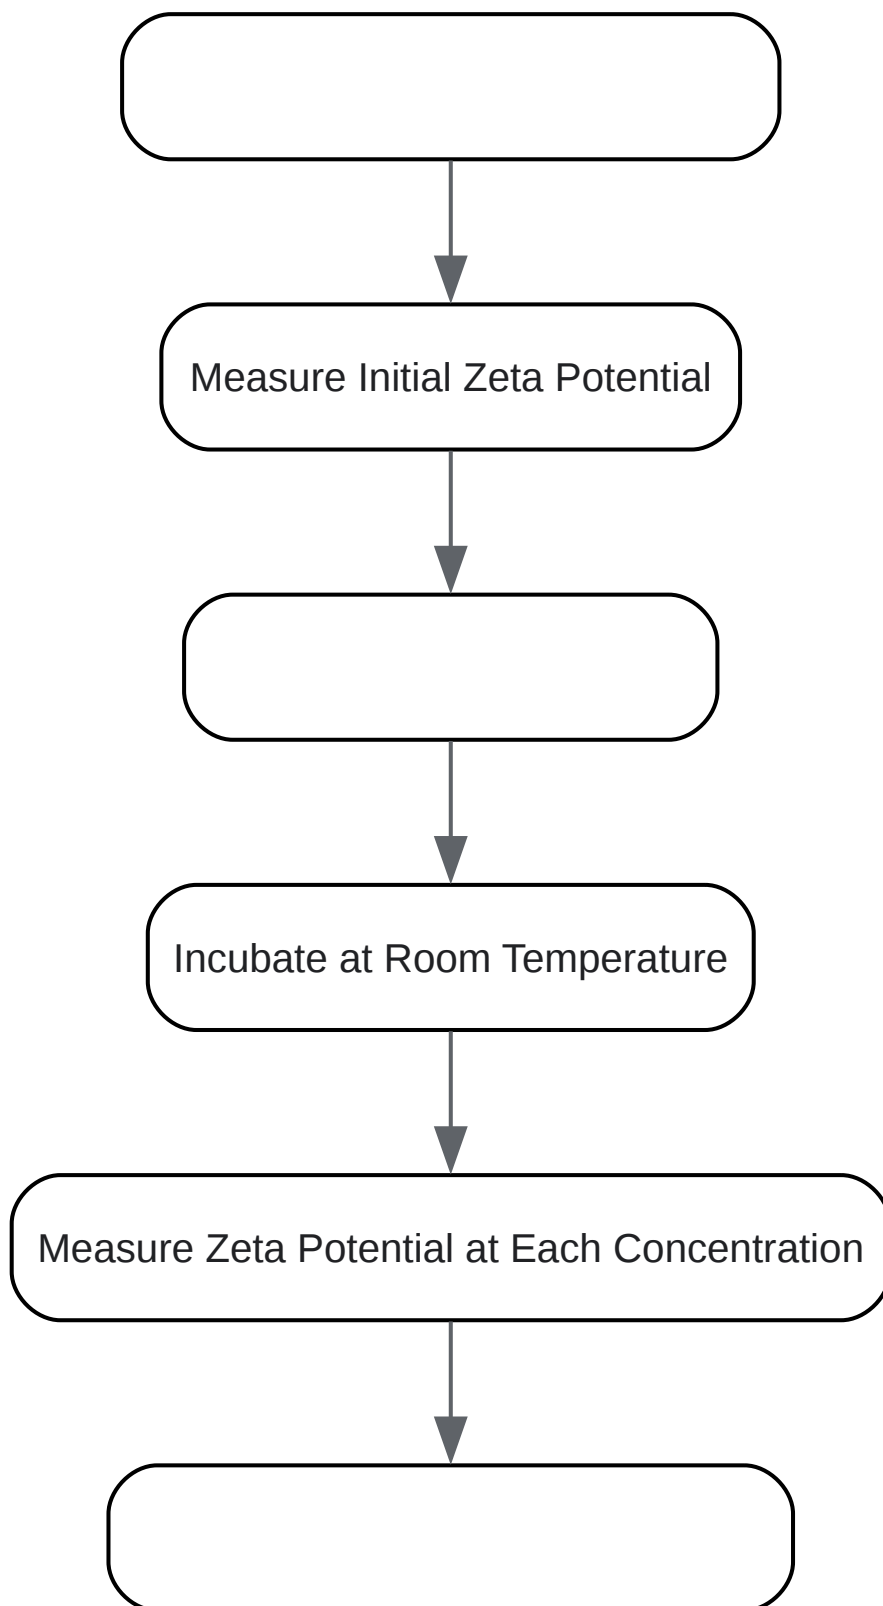 Measure Initial Zeta Potential
Incubate at Room Temperature
Measure Zeta Potential at Each Concentration